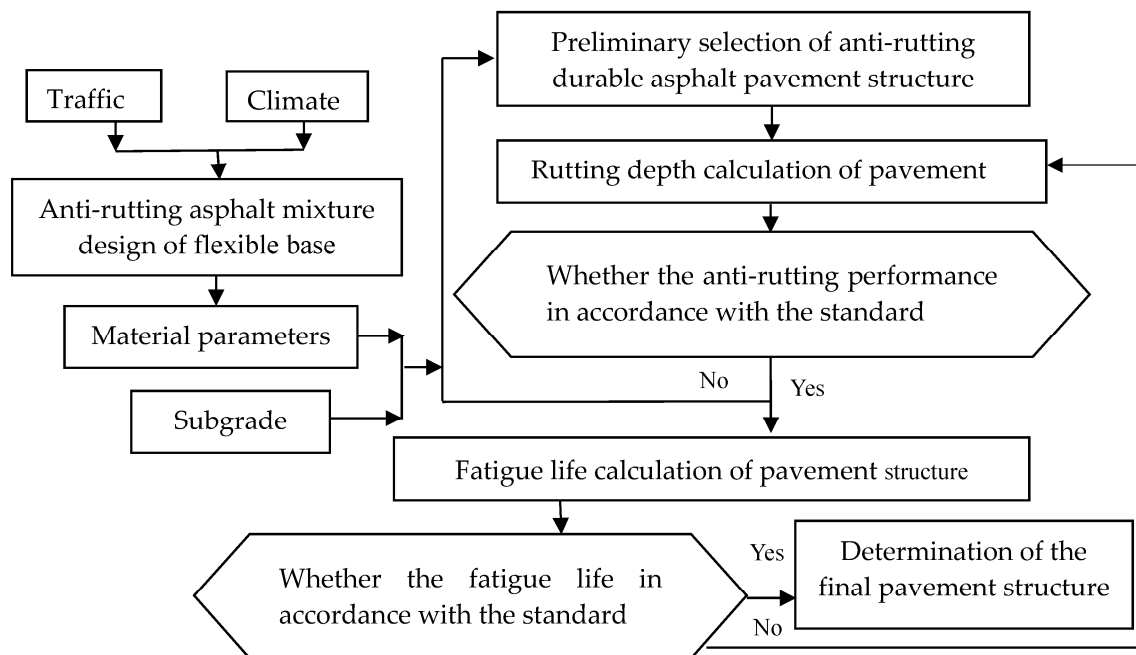 Traffic
Climate
Anti-rutting asphalt mixture
design of flexible base
Material parameters
Subgrade
Preliminary selection of anti-rutting
durable asphalt pavement structure
Rutting depth calculation of pavement
Whether the anti-rutting performance
in accordance with the standard
No
Yes
Fatigue life calculation of pavement structure
Whether the fatigue life in
accordance with the standard
Yes
No
Determination of the
final pavement structure